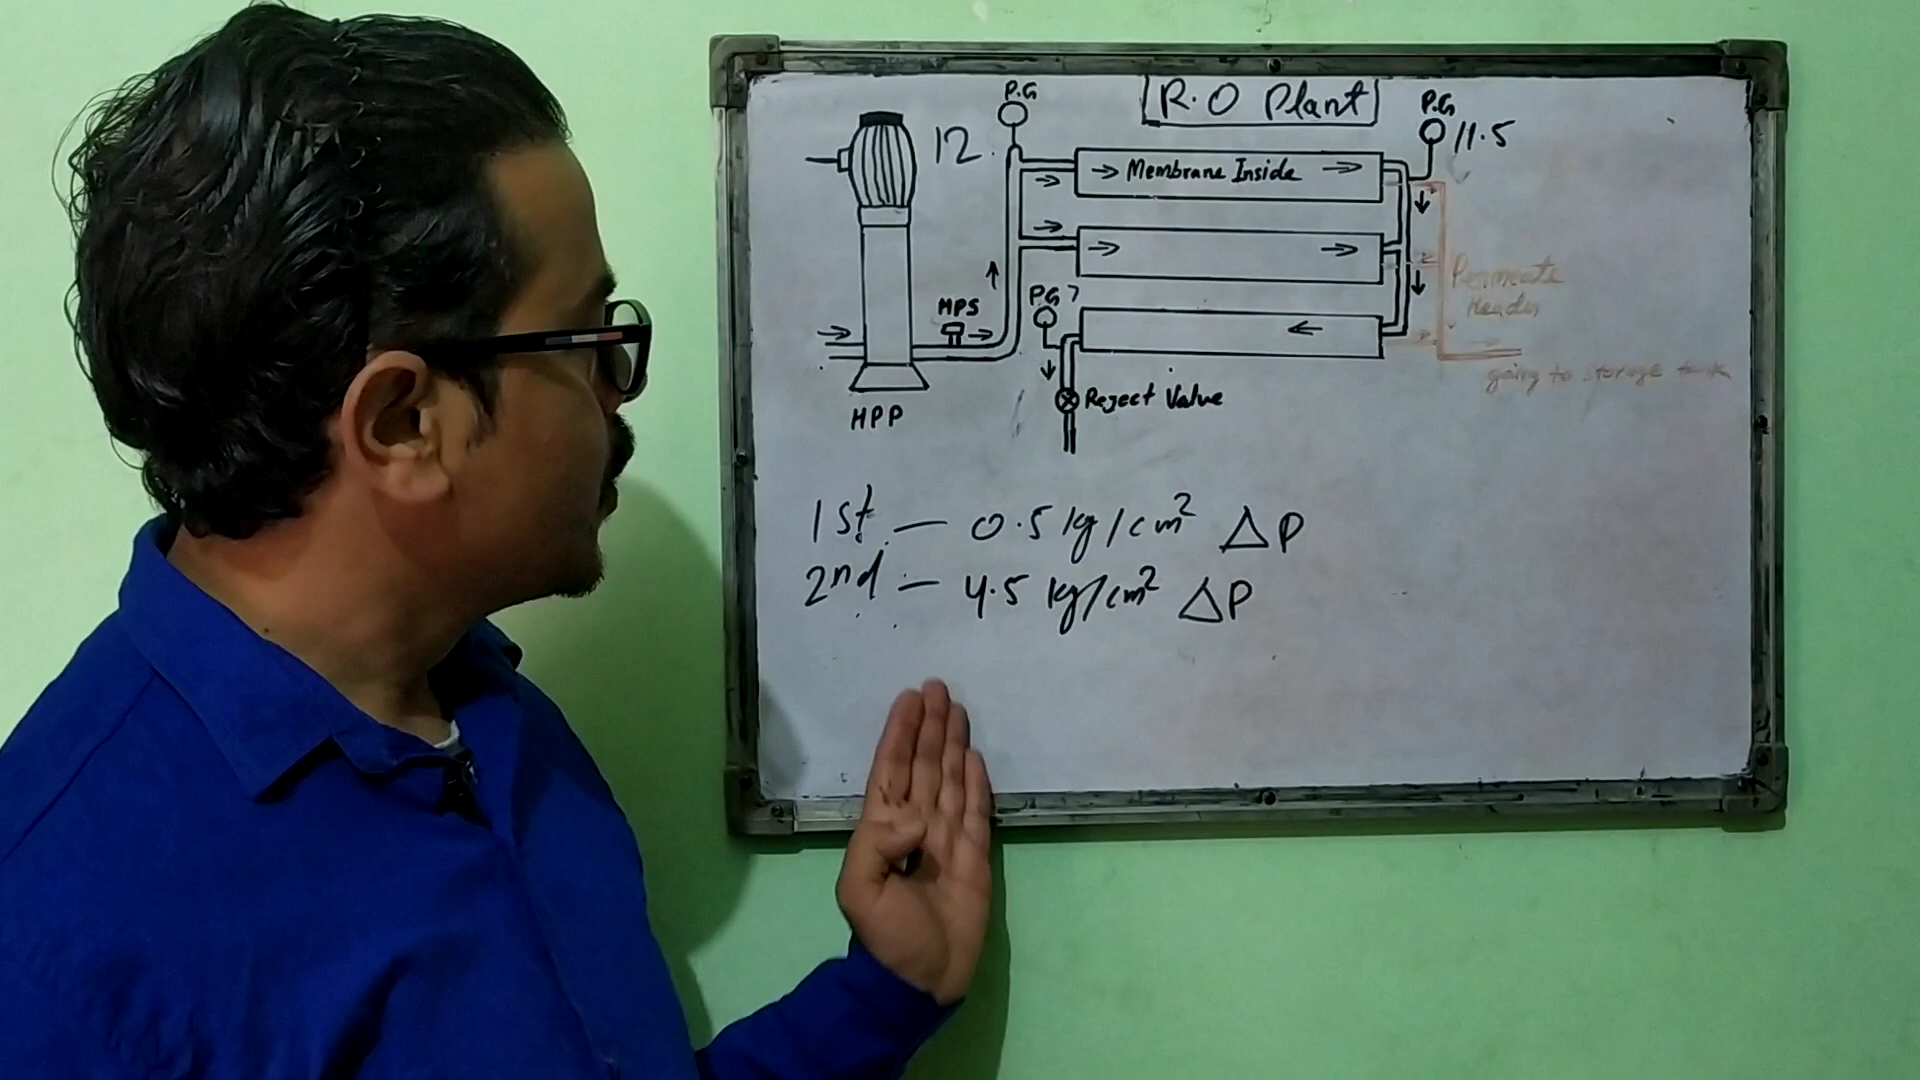 R.O Plant
P.G
12
P.G
11.5
Membrane Inside
P.G 7
HPS
HPP
Reject Valve
Permeate
Header
going to storage tank
1st — 0.5 kg/cm² ΔP
2nd — 4.5 kg/cm² ΔP